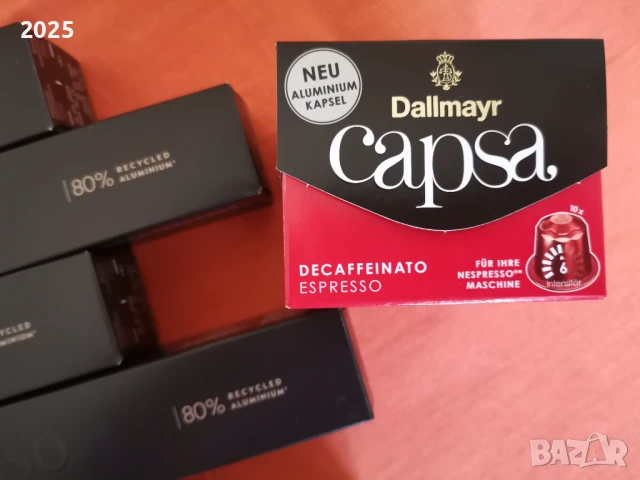 2025
NEU
ALUMINIUM
KAPSEL
Dallmayr
capsa
DECAFFEINATO
ESPRESSO
FÜR IHRE
NESPRESSO
MASCHINE
10x
6
Intensität
80% RECYCLED
ALUMINIUM*
RECYCLED
ALUMINIUM*
80% RECYCLED
ALUMINIUM*
BAZAR